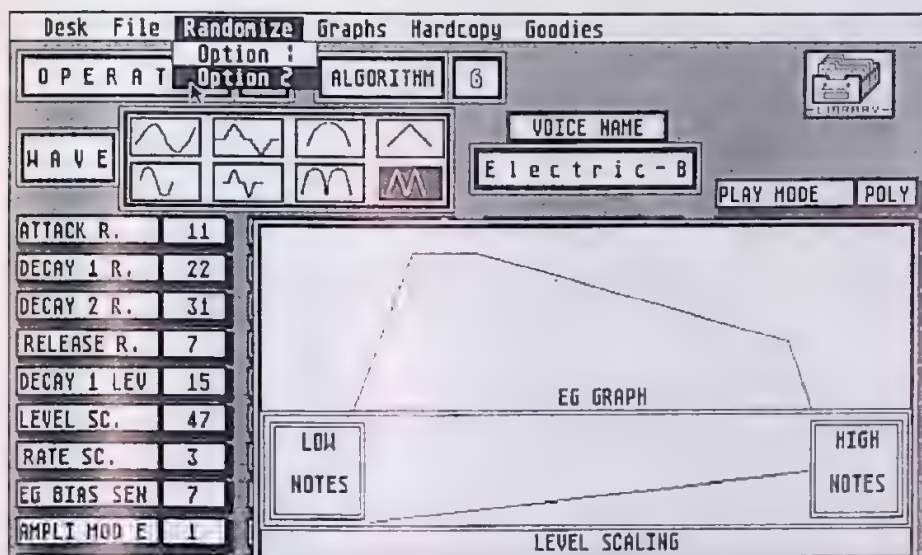 Desk File Randomize Graphs Hardcopy Goodies
Option 1
Option 2
OPERAT
ALGORITHM 6
LIBRARY
WAVE
VOICE NAME
Electric-B
PLAY MODE POLY
ATTACK R. 11
DECAY 1 R. 22
DECAY 2 R. 31
RELEASE R. 7
DECAY 1 LEV 15
LEVEL SC. 47
RATE SC. 3
EG BIAS SEN 7
AMPLI MOD E 1
EG GRAPH
LOW NOTES
HIGH NOTES
LEVEL SCALING